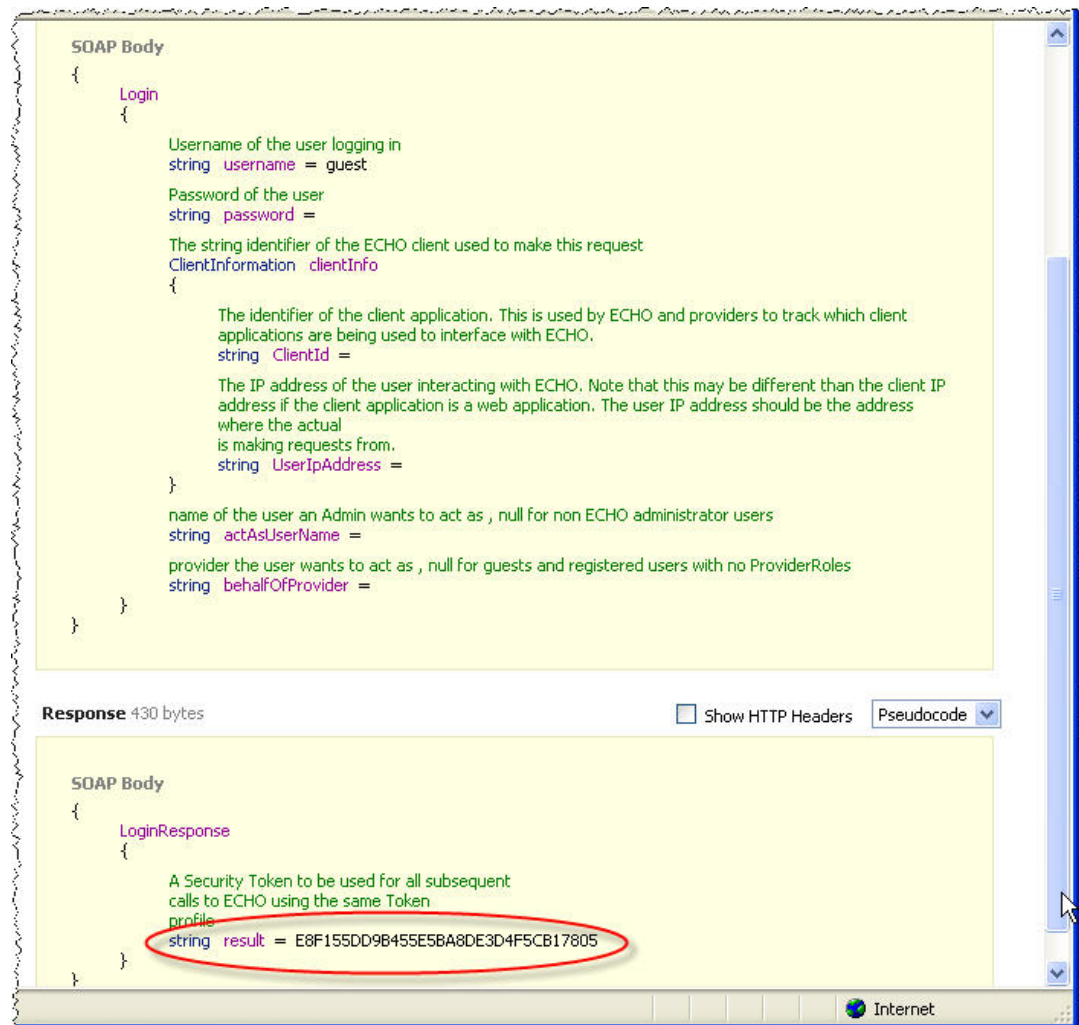 SOAP Body
{
Login
{
Username of the user logging in
string username = guest
Password of the user
string password =
The string identifier of the ECHO client used to make this request
ClientInformation clientInfo
{
The identifier of the client application. This is used by ECHO and providers to track which client
applications are being used to interface with ECHO.
string ClientId =
The IP address of the user interacting with ECHO. Note that this may be different than the client IP
address if the client application is a web application. The user IP address should be the address
where the actual
is making requests from.
string UserIpAddress =
}
name of the user an Admin wants to act as , null for non ECHO administrator users
string actAsUserName =
provider the user wants to act as , null for guests and registered users with no ProviderRoles
string behalfOfProvider =
}
}
Response 430 bytes
Show HTTP Headers Pseudocode
SOAP Body
{
LoginResponse
{
A Security Token to be used for all subsequent
calls to ECHO using the same Token
profile
string result = E8F155DD9B455E5BA8DE3D4F5CB17805
}
}
Internet